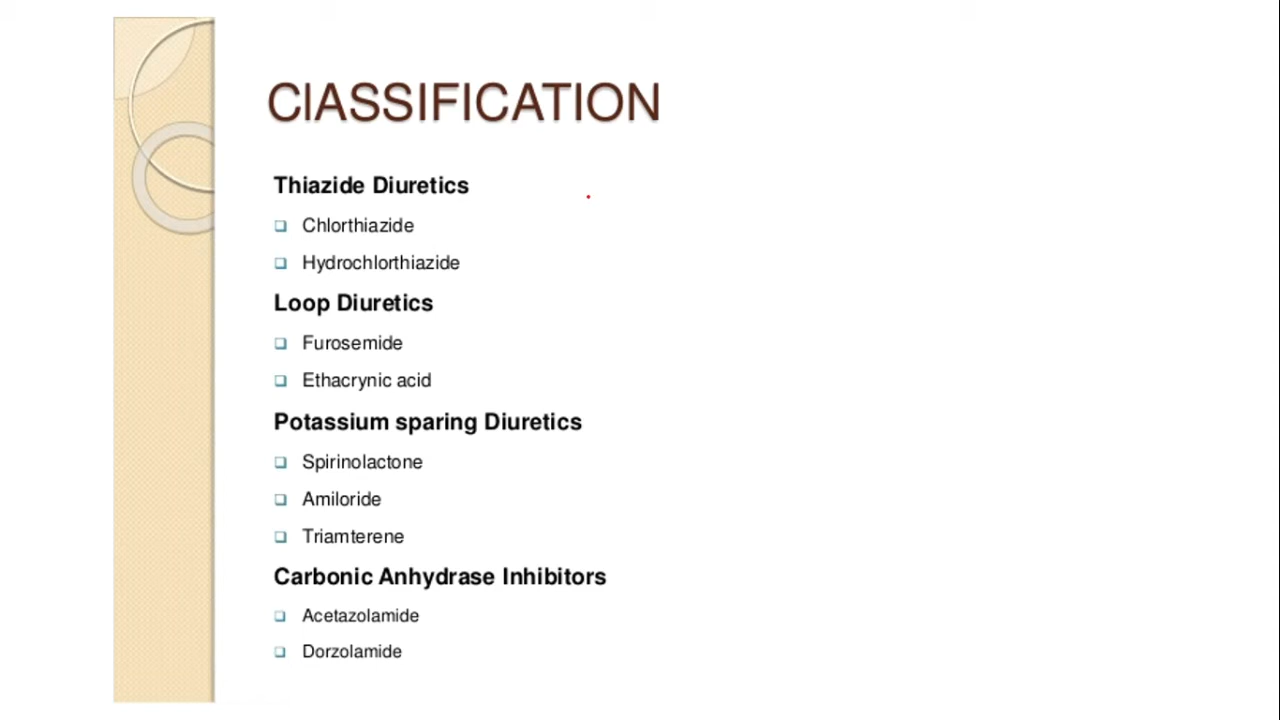 ClASSIFICATION
Thiazide Diuretics
Chlorthiazide
Hydrochlorthiazide
Loop Diuretics
Furosemide
Ethacrynic acid
Potassium sparing Diuretics
Spirinolactone
Amiloride
Triamterene
Carbonic Anhydrase Inhibitors
Acetazolamide
Dorzolamide